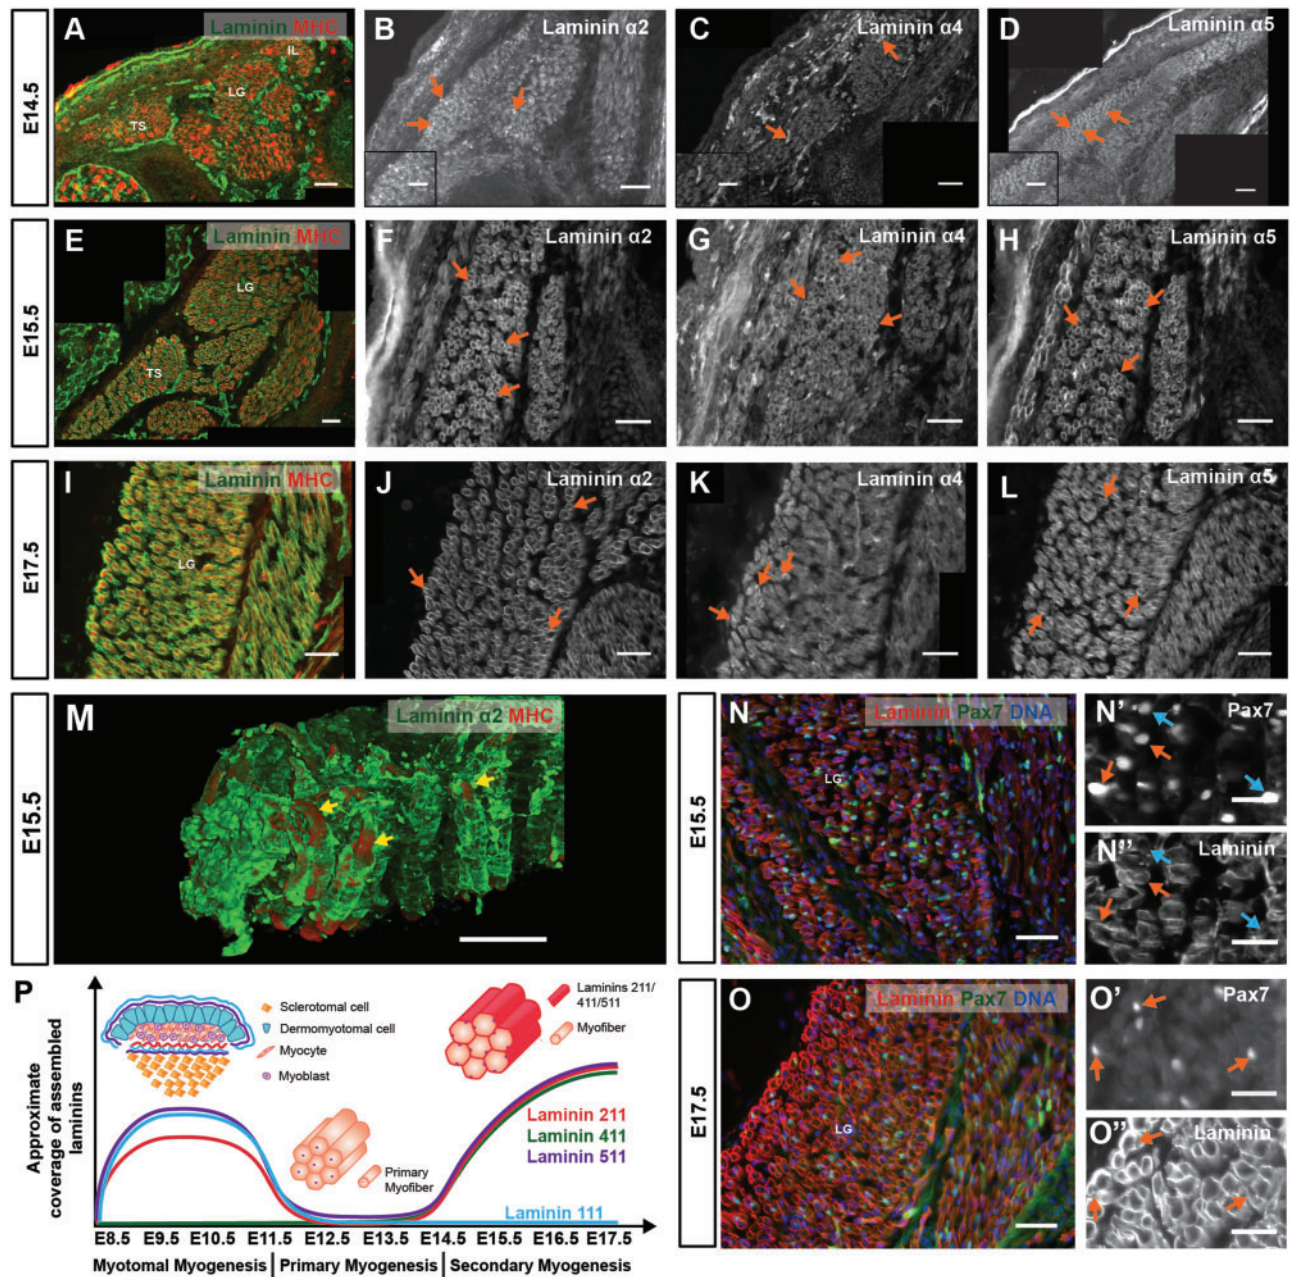 E14.5
A
Laminin MHC
IL
LG
TS
B
Laminin α2
C
Laminin α4
D
Laminin α5
E15.5
E
Laminin MHC
LG
TS
F
Laminin α2
G
Laminin α4
H
Laminin α5
E17.5
I
Laminin MHC
LG
J
Laminin α2
K
Laminin α4
L
Laminin α5
E15.5
M
Laminin α2 MHC
E15.5
N
Laminin Pax7 DNA
LG
N'
Pax7
N"
Laminin
P
Approximate
coverage of assembled
laminins
Sclerotomal cell
Dermomyotomal cell
Myocyte
Myoblast
Primary
Myofiber
Laminins 211/
411/511
Myofiber
Laminin 211
Laminin 411
Laminin 511
Laminin 111
E8.5 E9.5 E10.5 E11.5 E12.5 E13.5 E14.5 E15.5 E16.5 E17.5
Myotomal Myogenesis Primary Myogenesis Secondary Myogenesis
E17.5
O
Laminin Pax7 DNA
LG
O'
Pax7
O"
Laminin